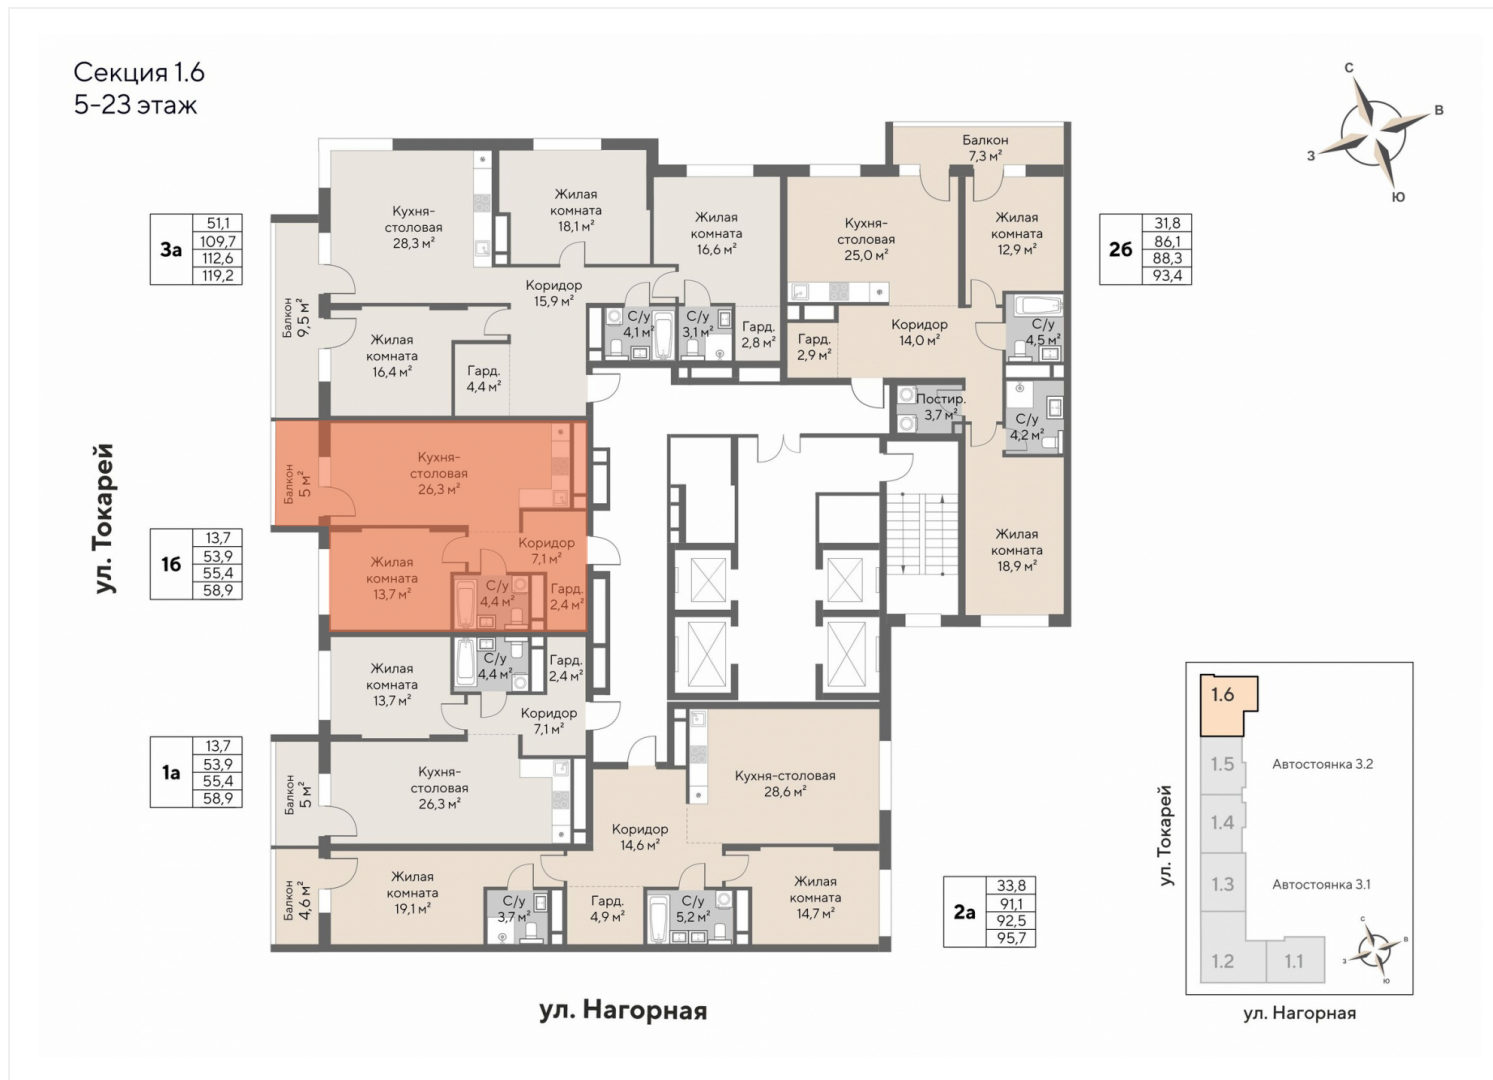 Секция 1.6
5-23 этаж
С
В
З
Ю
Балкон
7,3 м²
Кухня-
столовая
28,3 м²
Жилая
комната
18,1 м²
Жилая
комната
16,6 м²
Кухня-
столовая
25,0 м²
Жилая
комната
12,9 м²
3а
51,1
109,7
112,6
119,2
2б
31,8
86,1
88,3
93,4
Балкон
9,5 м²
Коридор
15,9 м²
С/у
4,1 м²
С/у
3,1 м²
Гард.
2,8 м²
Гард.
2,9 м²
Коридор
14,0 м²
С/у
4,5 м²
Жилая
комната
16,4 м²
Гард.
4,4 м²
Постир.
3,7 м²
С/у
4,2 м²
ул. Токарей
Балкон
5 м²
Кухня-
столовая
26,3 м²
1б
13,7
53,9
55,4
58,9
Жилая
комната
13,7 м²
С/у
4,4 м²
Коридор
7,1 м²
Гард.
2,4 м²
Жилая
комната
18,9 м²
Жилая
комната
13,7 м²
С/у
4,4 м²
Гард.
2,4 м²
Коридор
7,1 м²
1а
13,7
53,9
55,4
58,9
Балкон
5 м²
Кухня-
столовая
26,3 м²
Кухня-столовая
28,6 м²
Коридор
14,6 м²
Балкон
4,6 м²
Жилая
комната
19,1 м²
С/у
3,7 м²
Гард.
4,9 м²
С/у
5,2 м²
Жилая
комната
14,7 м²
2а
33,8
91,1
92,5
95,7
ул. Нагорная
1.6
1.5
Автостоянка 3.2
1.4
ул. Токарей
1.3
Автостоянка 3.1
1.2
1.1
С
В
З
Ю
ул. Нагорная